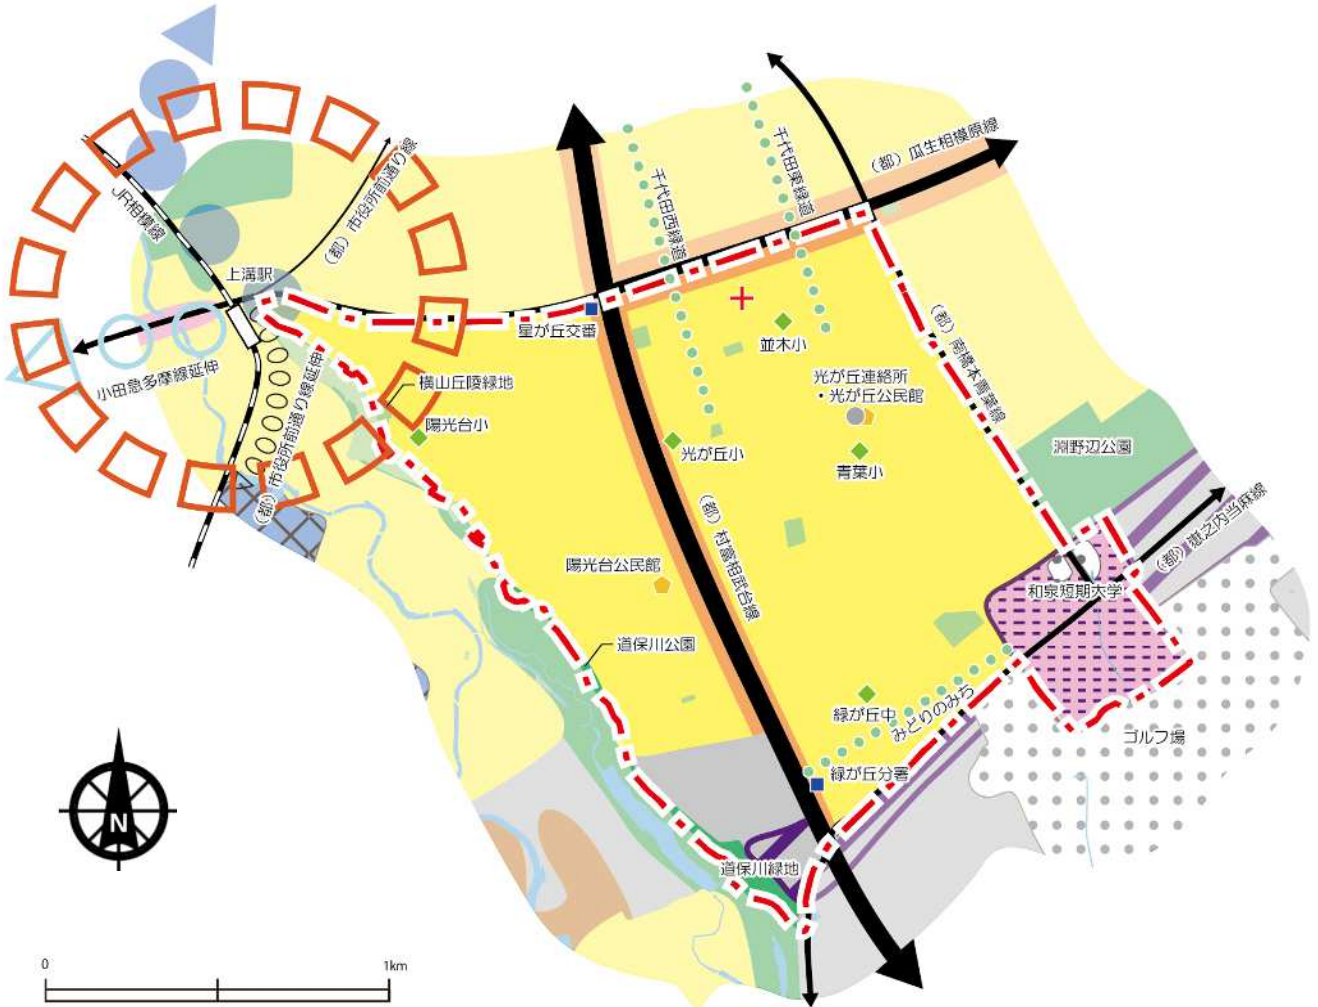 千代田東緑道
(都)瓜生相模原線
(都)市役所前通り線
千代田西緑道
JR相模線
上溝駅
星が丘交番
並木小
(都)南橋本青葉線
小田急多摩線延伸
横山丘陵緑地
光が丘連絡所
・光が丘公民館
(都)市役所前通り線延伸
陽光台小
光が丘小
青葉小
淵野辺公園
(都)村富相武台線
(都)嶽之内当麻線
陽光台公民館
和泉短期大学
道保川公園
緑が丘中
みどりのみち
ゴルフ場
緑が丘分署
N
道保川緑地
0
1km